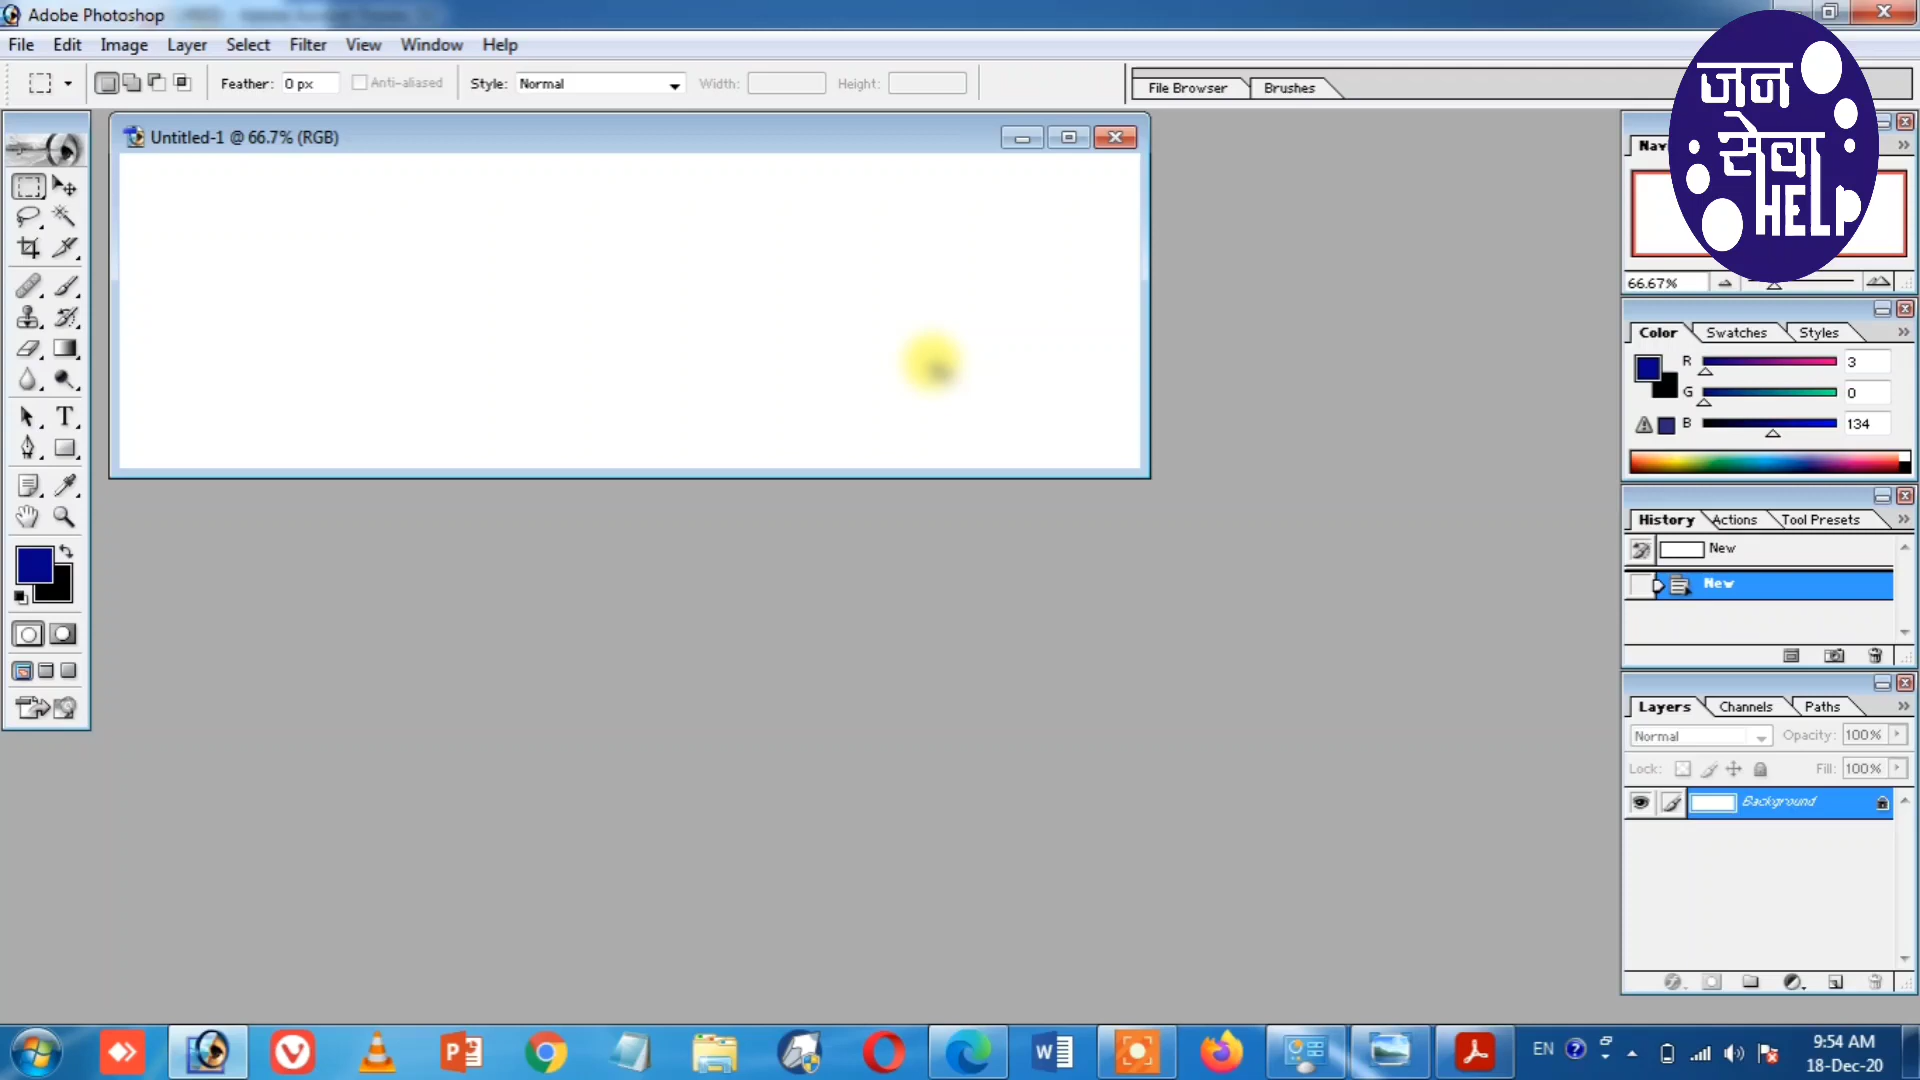 Adobe Photoshop
File Edit Image Layer Select Filter View Window Help
Feather: 0 px Anti-aliased Style: Normal Width: Height: File Browser Brushes
जन
सेवा
HELP
Untitled-1 @ 66.7% (RGB)
Nav
66.67%
Color Swatches Styles
R 3
G 0
B 134
History Actions Tool Presets
New
New
Layers Channels Paths
Normal Opacity: 100%
Lock: Fill: 100%
Background
T
EN
9:54 AM
18-Dec-20